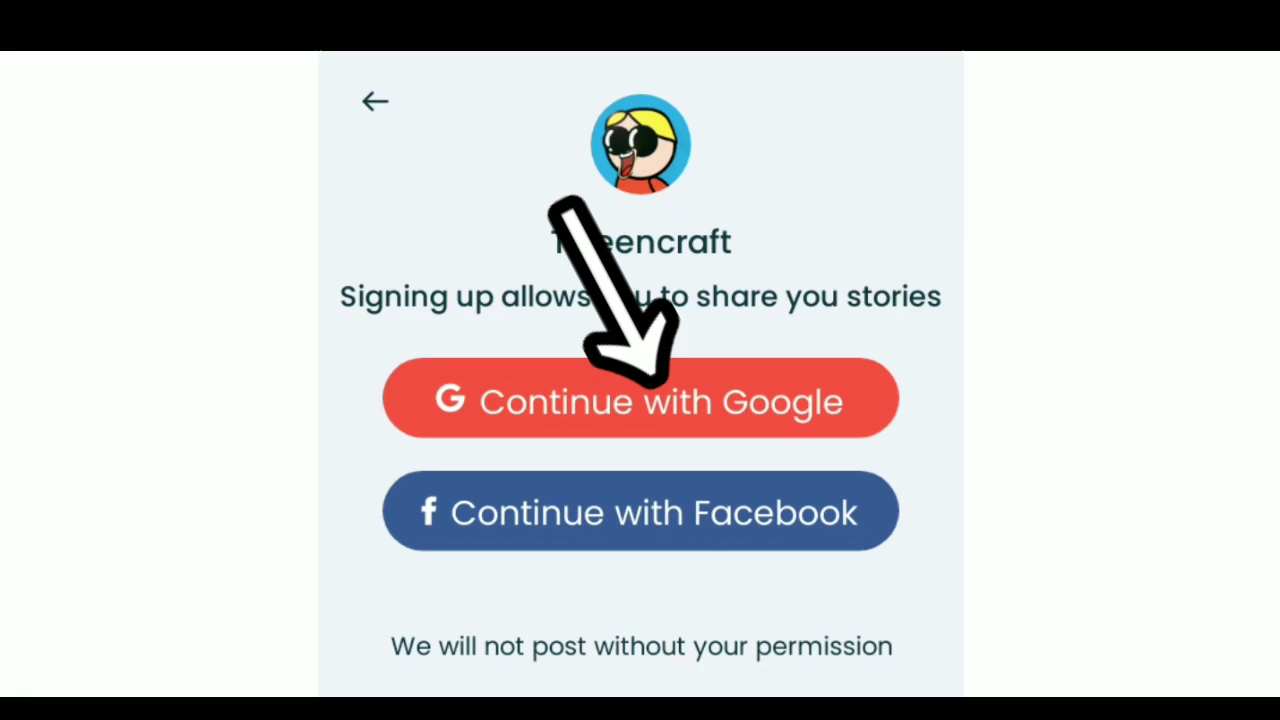 Signing up allows to share you stories
G Continue with Google
f Continue with Facebook
We will not post without your permission